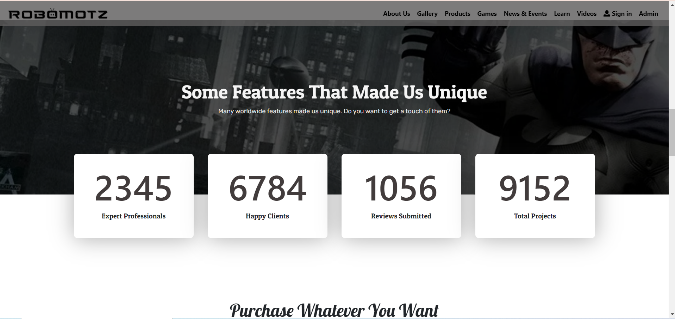 ROBOMOTZ
About Us Gallery Products Games News & Events Learn Videos Sign in Admin
Some Features That Made Us Unique
Many worldwide features made us unique. Do you want to get a touch of them?
2345 6784 1056 9152
Expert Professionals Happy Clients Reviews Submitted Total Projects
Purchase Whatever You Want